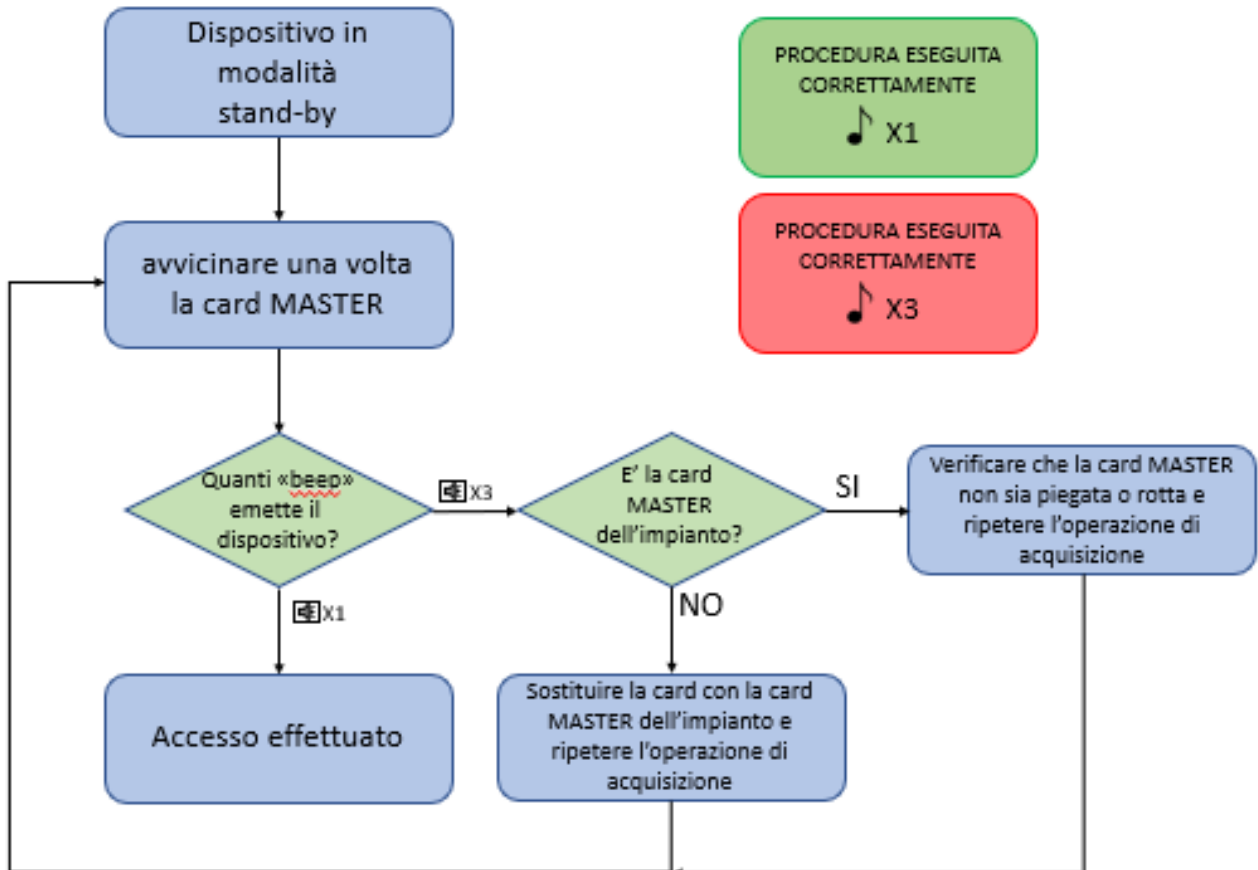 Dispositivo in
modalità
stand-by
PROCEDURA ESEGUITA
CORRETTAMENTE
X1
PROCEDURA ESEGUITA
CORRETTAMENTE
X3
avvicinare una volta
la card MASTER
Quanti «beep»
emette il
dispositivo?
X3
E' la card
MASTER
dell'impianto?
SI
Verificare che la card MASTER
non sia piegata o rotta e
ripetere l'operazione di
acquisizione
X1
NO
Accesso effettuato
Sostituire la card con la card
MASTER dell'impianto e
ripetere l'operazione di
acquisizione